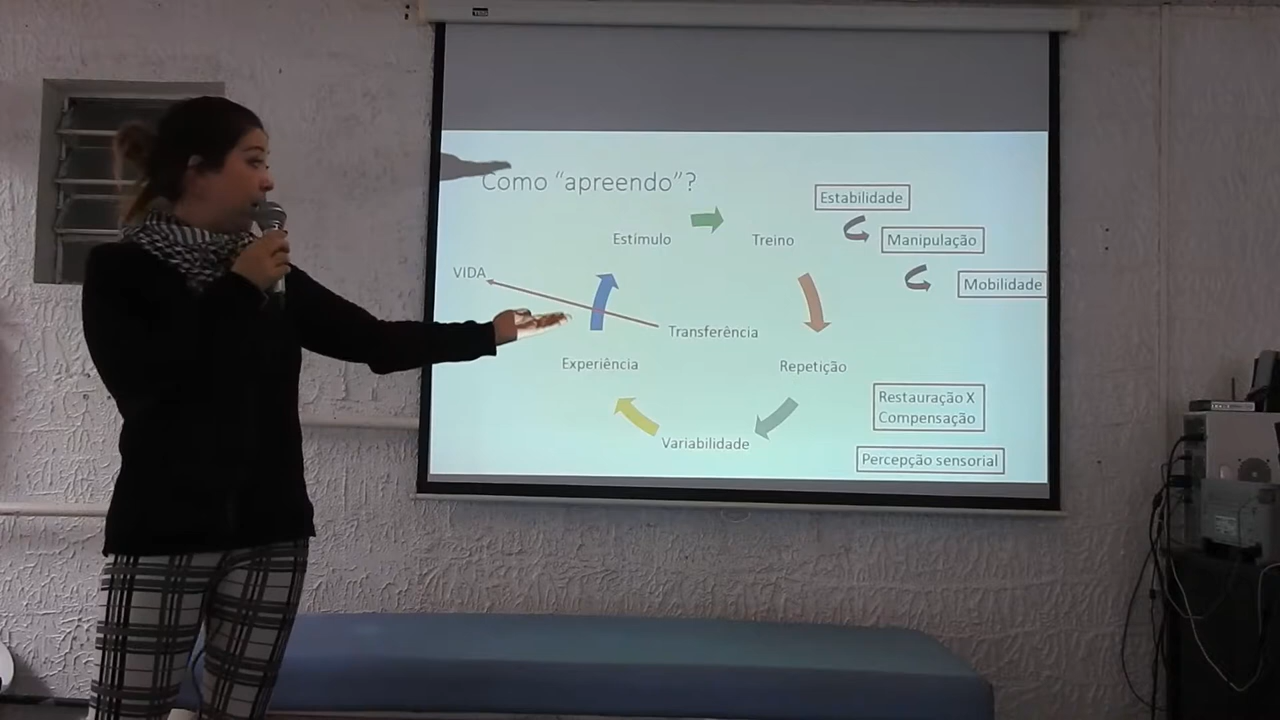 Como “apreendo”?
Estabilidade
Estímulo
Treino
Manipulação
VIDA
Mobilidade
Transferência
Experiência
Repetição
Restauração X
Compensação
Variabilidade
Percepção sensorial